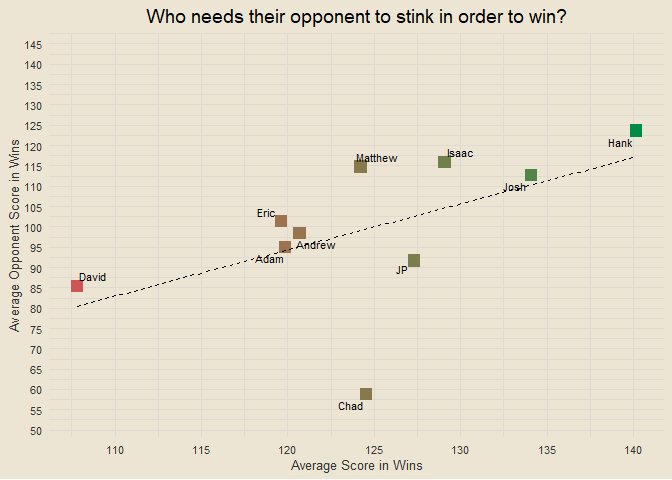 Who needs their opponent to stink in order to win?
145
140
135
130
125
120
115
110
105
100
95
90
85
80
75
70
65
60
55
50
Average Opponent Score in Wins
Hank
Isaac
Matthew
Josh
Eric
Andrew
Adam
JP
David
Chad
110
115
120
125
130
135
140
Average Score in Wins